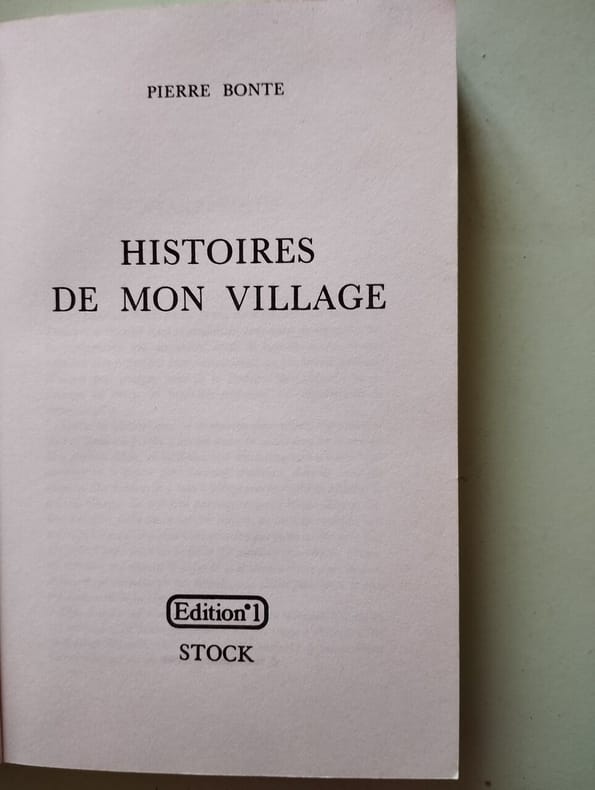 PIERRE BONTE
HISTOIRES
DE MON VILLAGE
Edition°1
STOCK